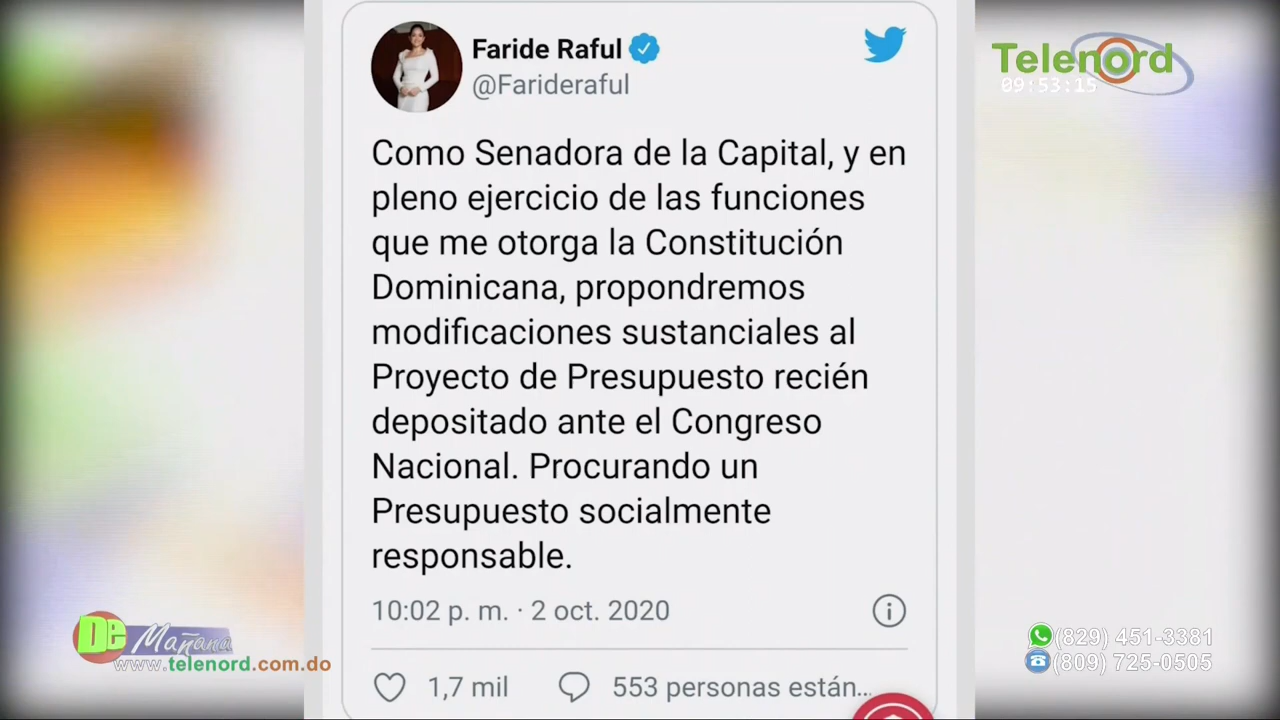 Faride Raful
@Farideraful
Telenord
09:53:15
Como Senadora de la Capital, y en
pleno ejercicio de las funciones
que me otorga la Constitución
Dominicana, propondremos
modificaciones sustanciales al
Proyecto de Presupuesto recién
depositado ante el Congreso
Nacional. Procurando un
Presupuesto socialmente
responsable.
10:02 p. m. · 2 oct. 2020
1,7 mil
553 personas están...
De Mañana
www.telenord.com.do
(829) 451-3381
(809) 725-0505